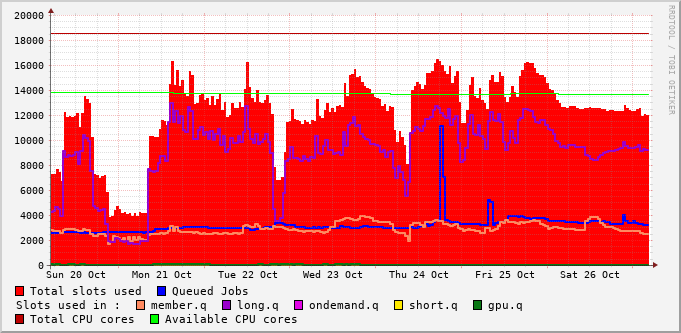 20000
18000
16000
14000
12000
10000
8000
6000
4000
2000
0
Sun 20 Oct Mon 21 Oct Tue 22 Oct Wed 23 Oct Thu 24 Oct Fri 25 Oct Sat 26 Oct
RRDTOOL / TOBI OETIKER
Total slots used Queued Jobs
Slots used in : member.q long.q ondemand.q short.q gpu.q
Total CPU cores Available CPU cores